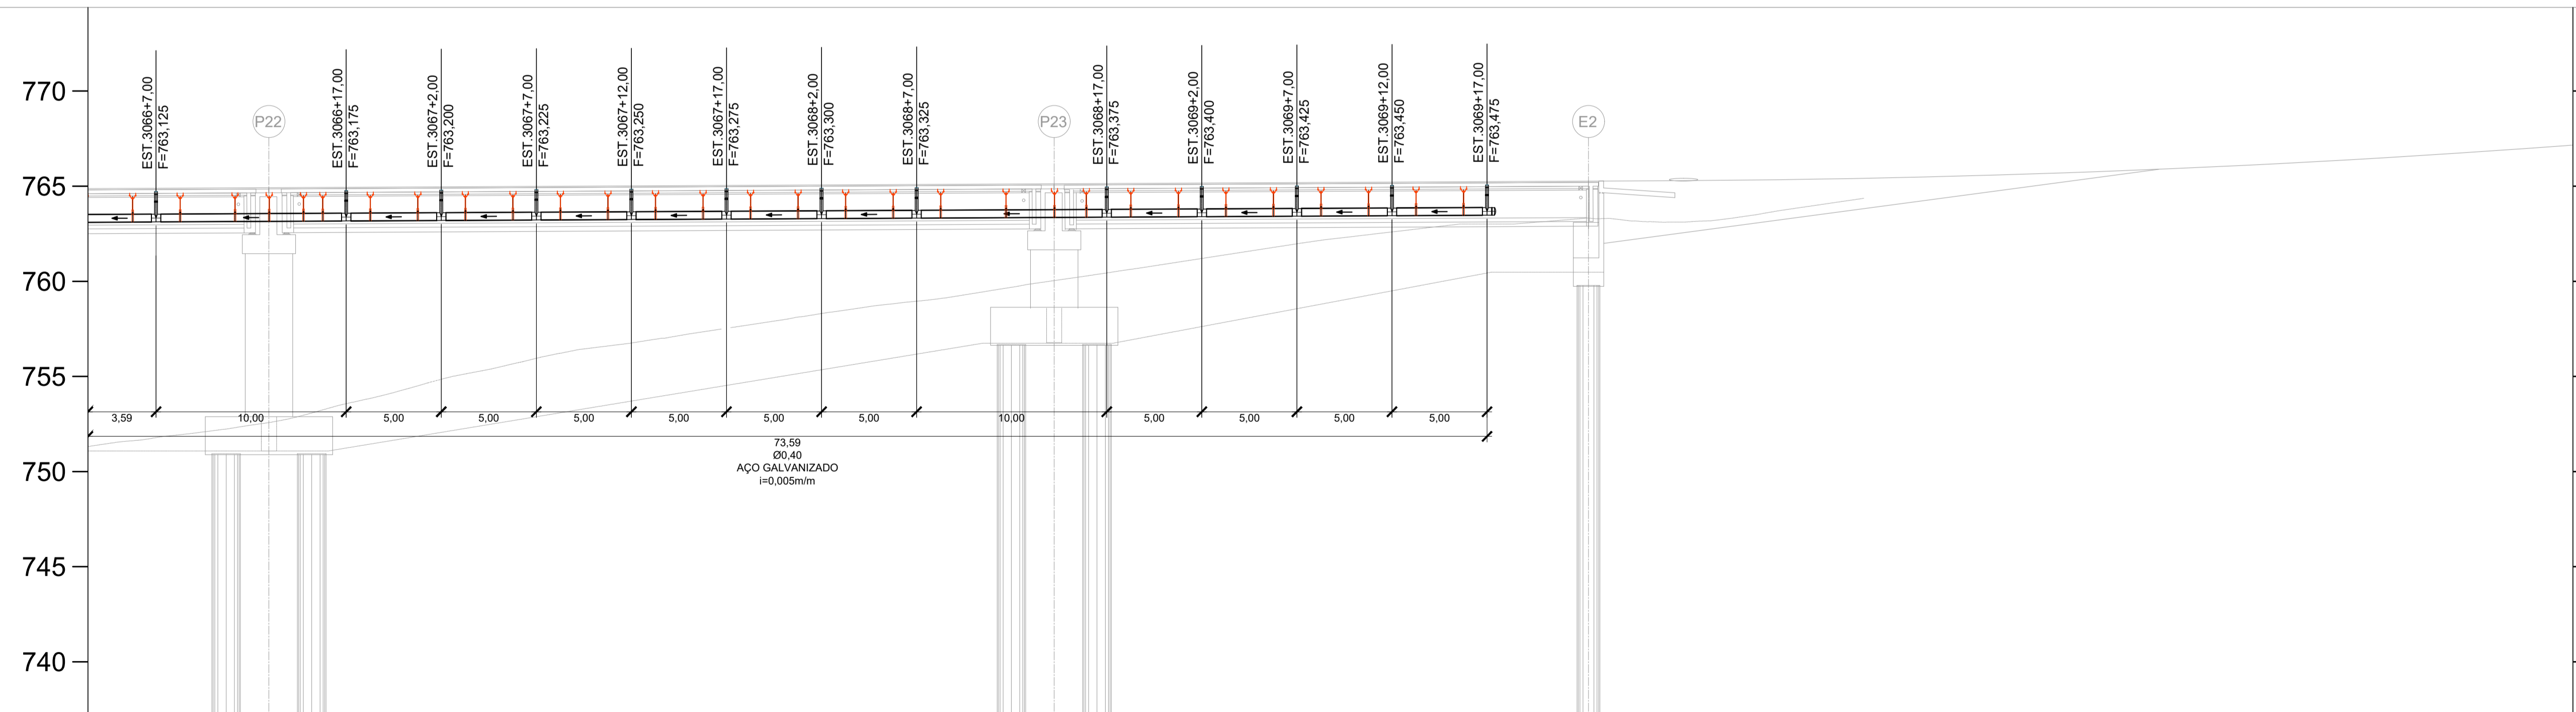 EST.3066+7,00
F=763,125
EST.3066+17,00
F=763,175
EST.3067+2,00
F=763,200
EST.3067+7,00
F=763,225
EST.3067+12,00
F=763,250
EST.3067+17,00
F=763,275
EST.3068+2,00
F=763,300
EST.3068+7,00
F=763,325
EST.3068+17,00
F=763,375
EST.3069+2,00
F=763,400
EST.3069+7,00
F=763,425
EST.3069+12,00
F=763,450
EST.3069+17,00
F=763,475
770
P22
P23
E2
765
760
755
3,59
10,00
5,00
5,00
5,00
5,00
5,00
5,00
10,00
5,00
5,00
5,00
5,00
73,59
Ø0,40
AÇO GALVANIZADO
i=0,005m/m
750
745
740